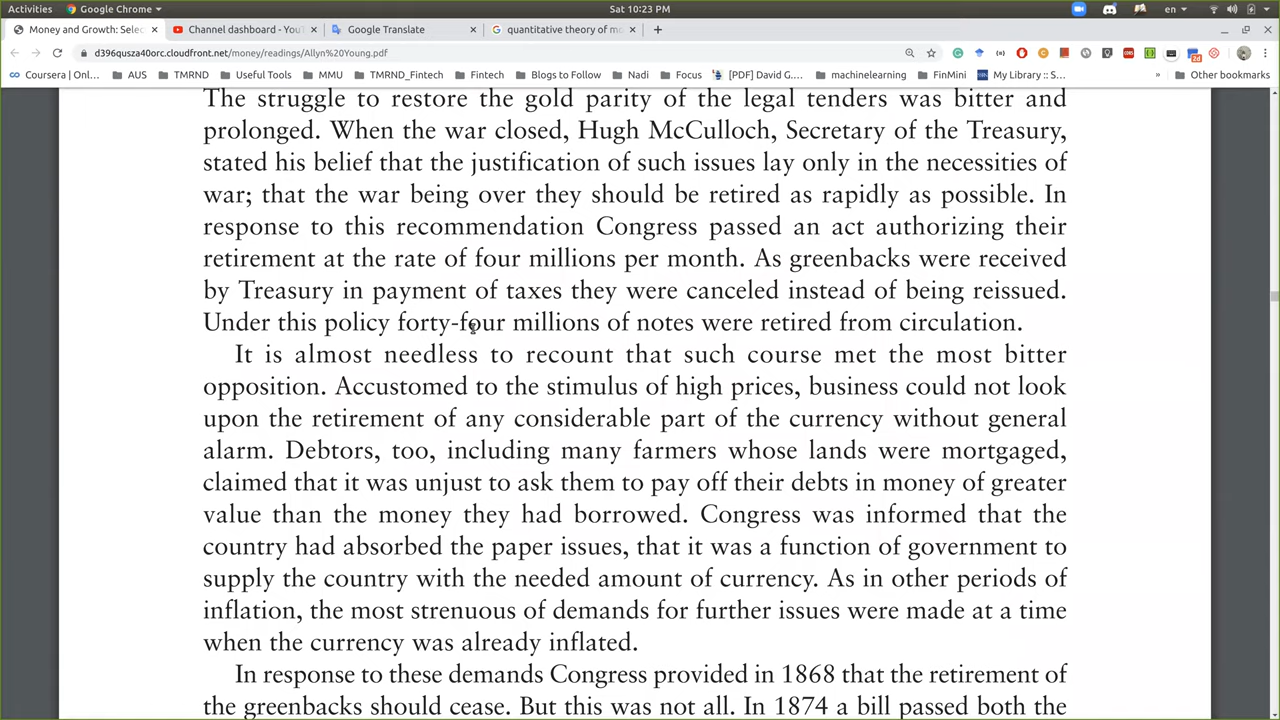 Activities
Google Chrome
Sat 10:23 PM
en
Money and Growth: Selec
Channel dashboard - YouT
Google Translate
quantitative theory of mo
d396qusza40orc.cloudfront.net/money/readings/Allyn%20Young.pdf
Coursera | Onl...
AUS
TMRND
Useful Tools
MMU
TMRND_Fintech
Fintech
Blogs to Follow
Nadi
Focus
[PDF] David G....
machinelearning
FinMini
My Library :: S...
»
Other bookmarks
The struggle to restore the gold parity of the legal tenders was bitter and
prolonged. When the war closed, Hugh McCulloch, Secretary of the Treasury,
stated his belief that the justification of such issues lay only in the necessities of
war; that the war being over they should be retired as rapidly as possible. In
response to this recommendation Congress passed an act authorizing their
retirement at the rate of four millions per month. As greenbacks were received
by Treasury in payment of taxes they were canceled instead of being reissued.
Under this policy forty-four millions of notes were retired from circulation.
It is almost needless to recount that such course met the most bitter
opposition. Accustomed to the stimulus of high prices, business could not look
upon the retirement of any considerable part of the currency without general
alarm. Debtors, too, including many farmers whose lands were mortgaged,
claimed that it was unjust to ask them to pay off their debts in money of greater
value than the money they had borrowed. Congress was informed that the
country had absorbed the paper issues, that it was a function of government to
supply the country with the needed amount of currency. As in other periods of
inflation, the most strenuous of demands for further issues were made at a time
when the currency was already inflated.
In response to these demands Congress provided in 1868 that the retirement of
the greenbacks should cease. But this was not all. In 1874 a bill passed both the